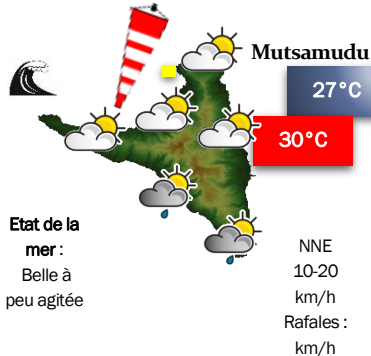 Mutsamudu
27°C
30°C
Etat de la
mer :
Belle à
peu agitée
NNE
10-20
km/h
Rafales :
km/h